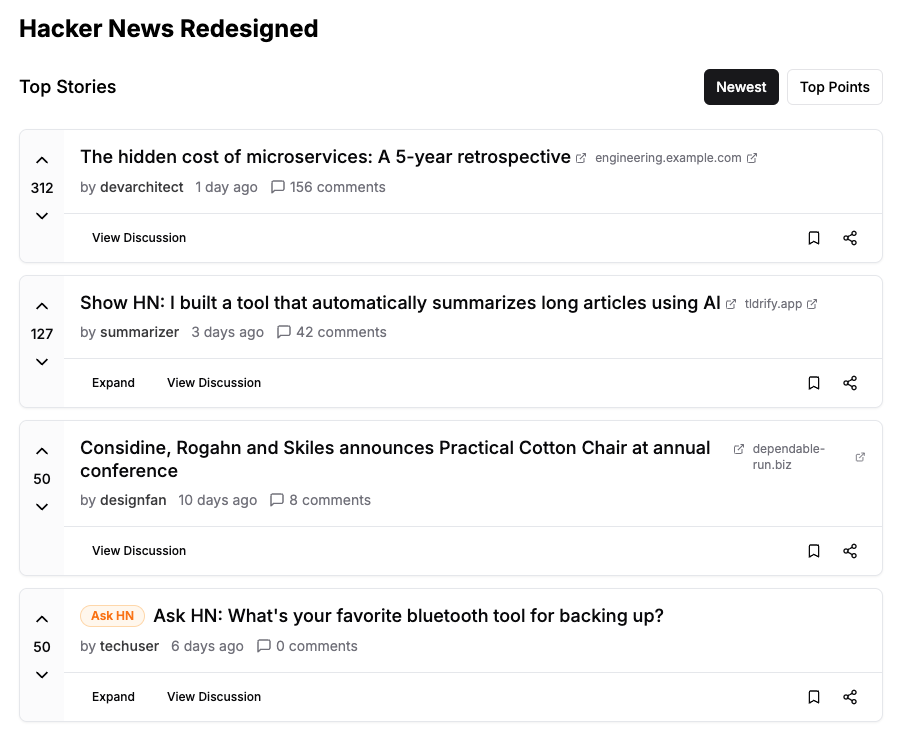 Hacker News Redesigned
Top Stories
Newest
Top Points
312
The hidden cost of microservices: A 5-year retrospective engineering.example.com
by devarchitect 1 day ago 156 comments
View Discussion
127
Show HN: I built a tool that automatically summarizes long articles using AI tldrify.app
by summarizer 3 days ago 42 comments
Expand View Discussion
50
Considine, Rogahn and Skiles announces Practical Cotton Chair at annual
conference
dependable-
run.biz
by designfan 10 days ago 8 comments
View Discussion
50
Ask HN Ask HN: What's your favorite bluetooth tool for backing up?
by techuser 6 days ago 0 comments
Expand View Discussion